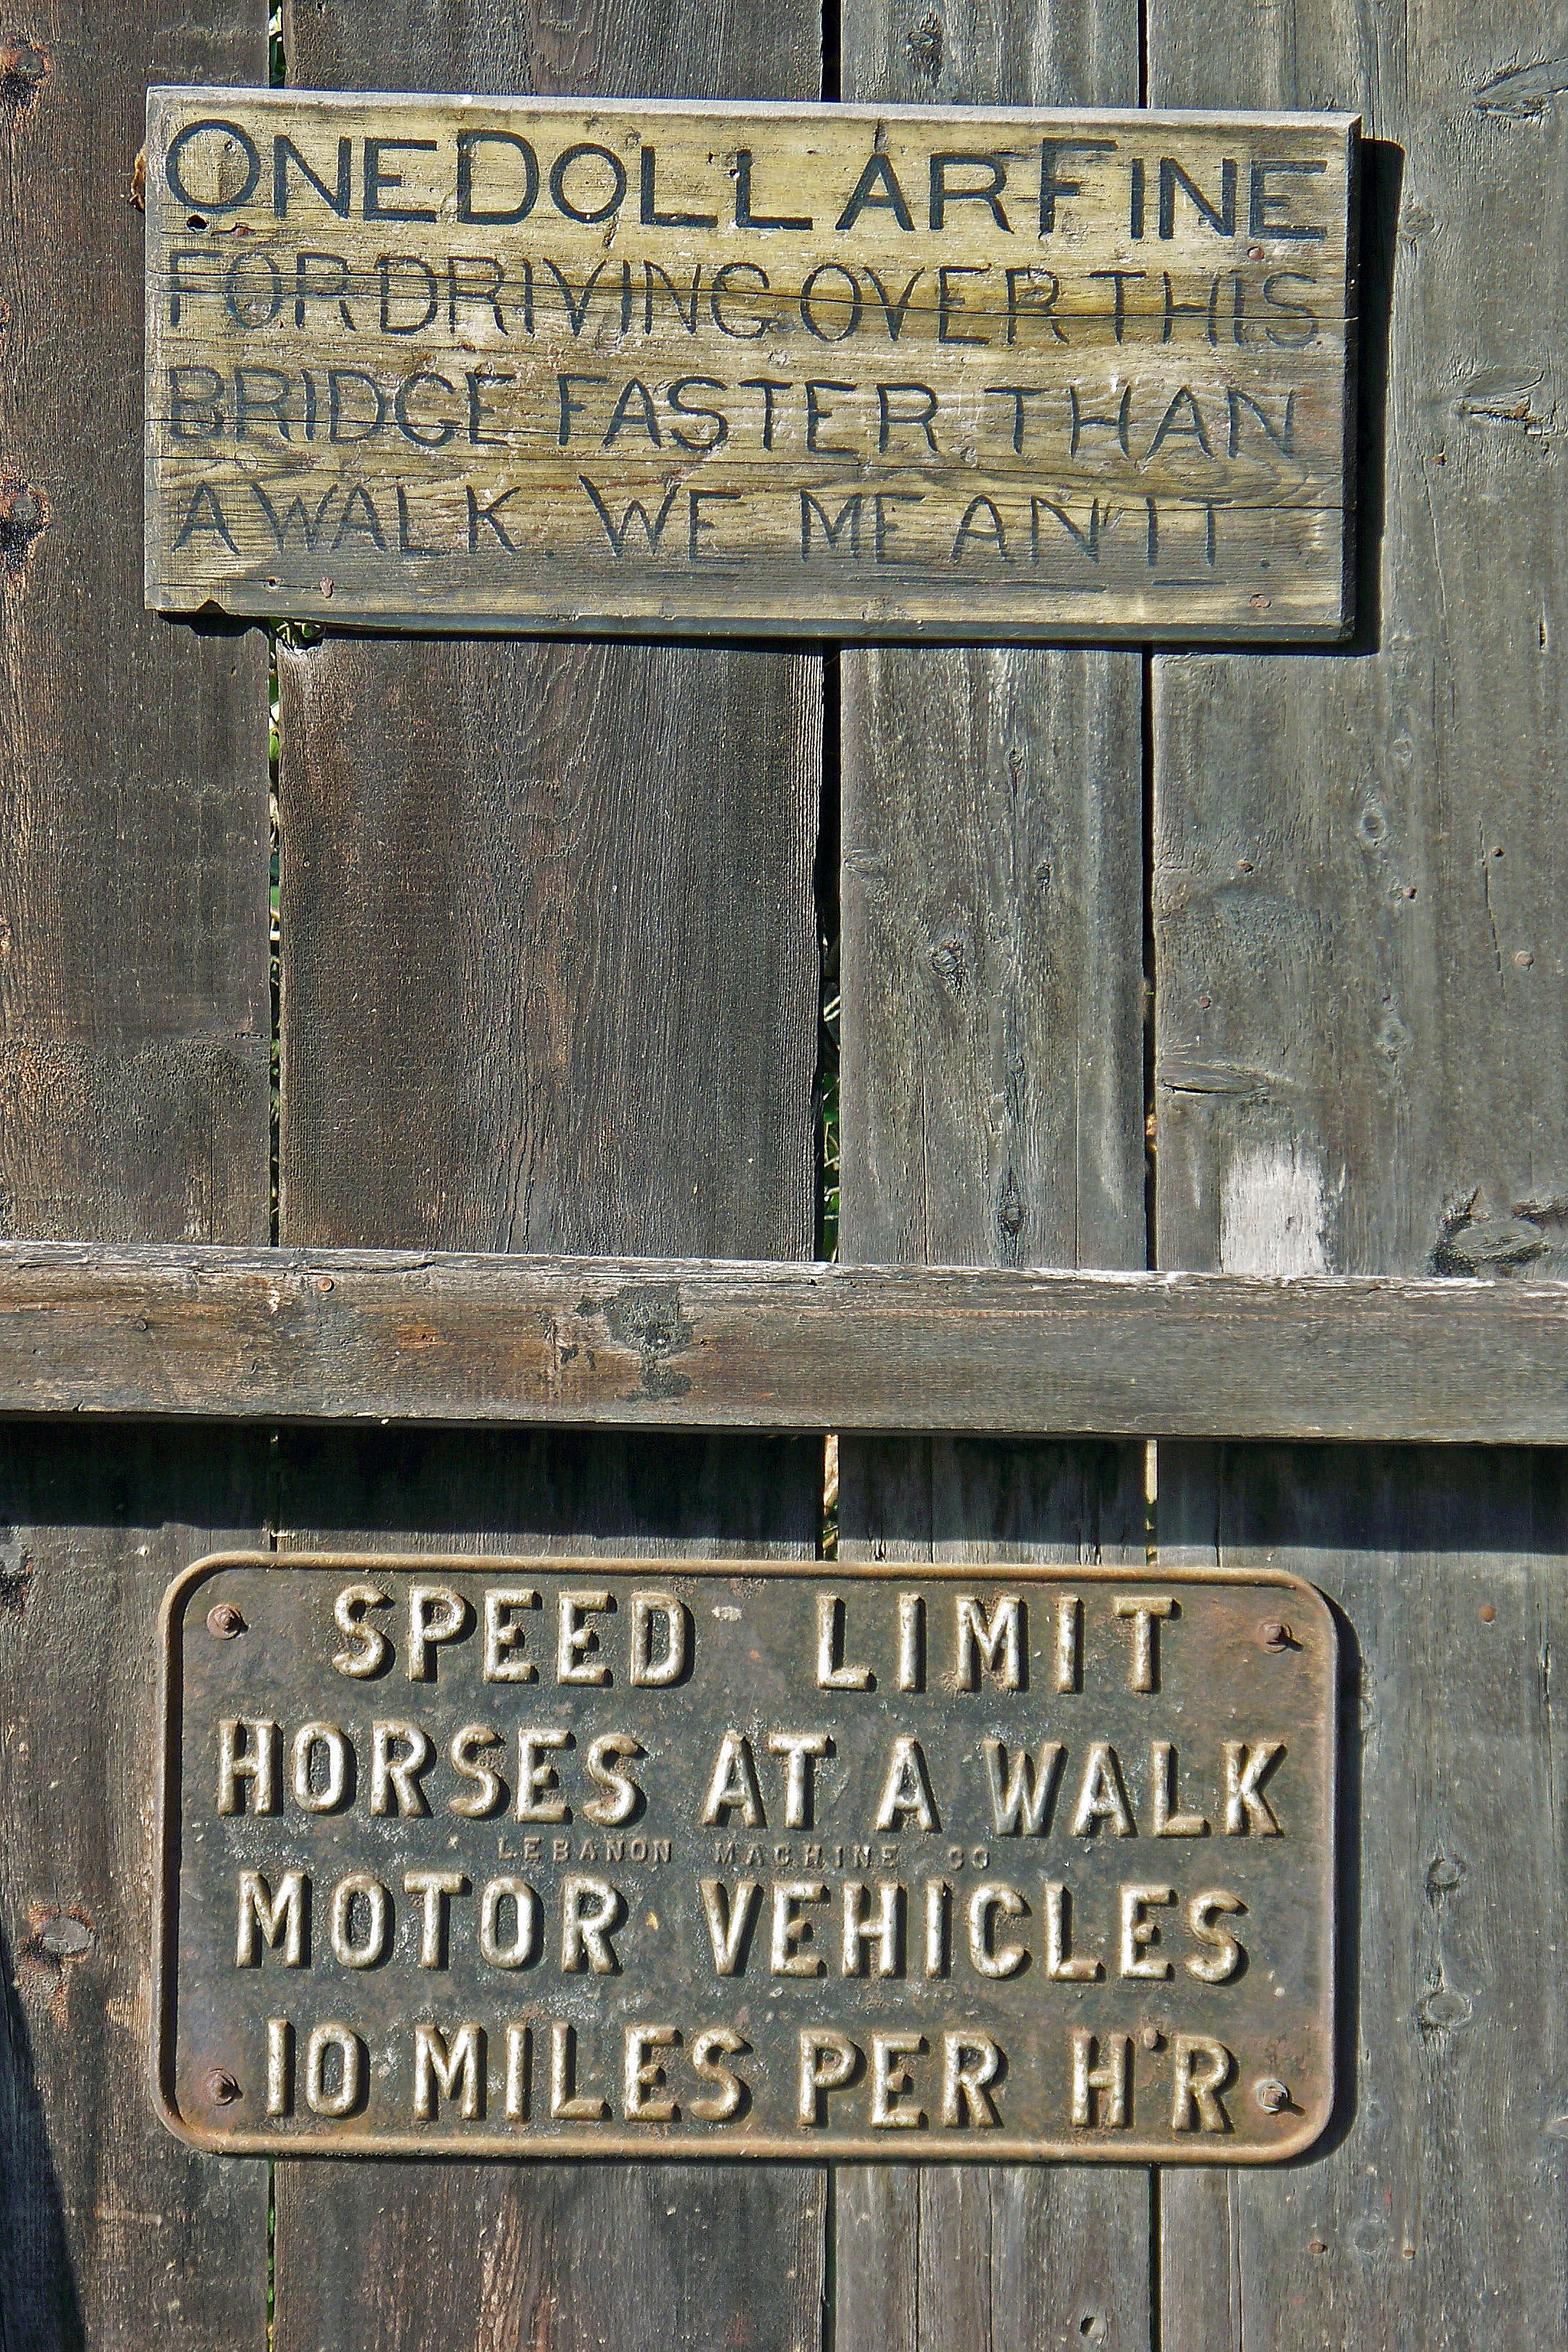 ONE DOLLAR FINE
FOR DRIVING OVER THIS
BRIDGE FASTER THAN
A WALK. WE MEAN IT.
SPEED LIMIT
HORSES AT A WALK
LEBANON MACHINE CO
MOTOR VEHICLES
10 MILES PER H'R